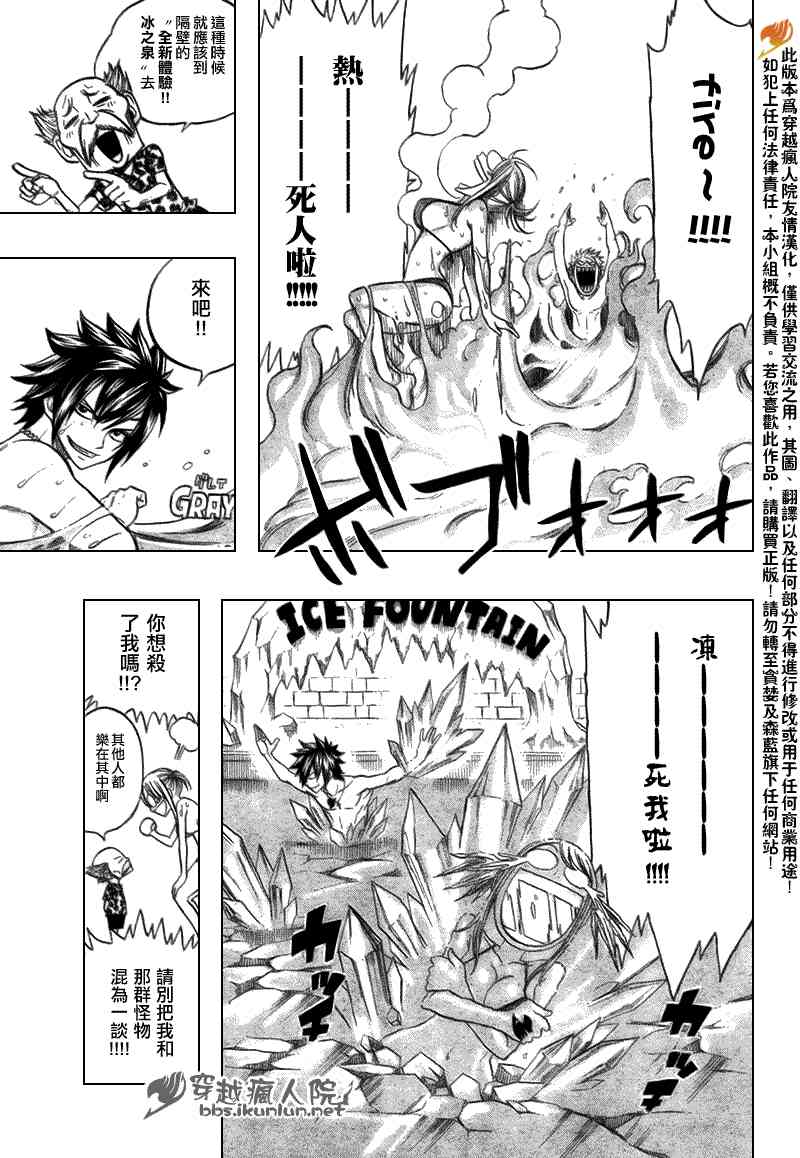 此版本爲穿越瘋人院友情漢化，僅供學習交流之用，其圖、翻譯以及任何部分不得進行修改或用于任何商業用途！
如犯上任何法律責任，本小組概不負責。若您喜歡此作品，請購買正版！請勿轉至貪婪及森藍旗下任何網站！
fire~!!!!
熱————————死人啦!!!!!!
ボオオオ
這種時候
就應該到
隔壁的
冰之泉"去
"全新體驗!!
來吧!!
グレイ
GRAY
ICE FOUNTAIN
凍————————死我啦!!!!
カッチ
カッチ
你想殺
了我嗎
!!?
其他人都
樂在其中啊
請別把我和
那群怪物
混為一談!!!!
穿越瘋人院
bbs.ikunlun.net